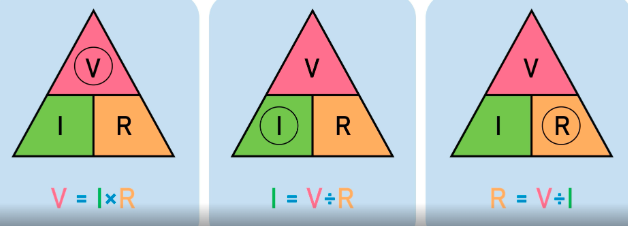 V
I R
V = I×R
V
I R
I = V÷R
V
I R
R = V÷I